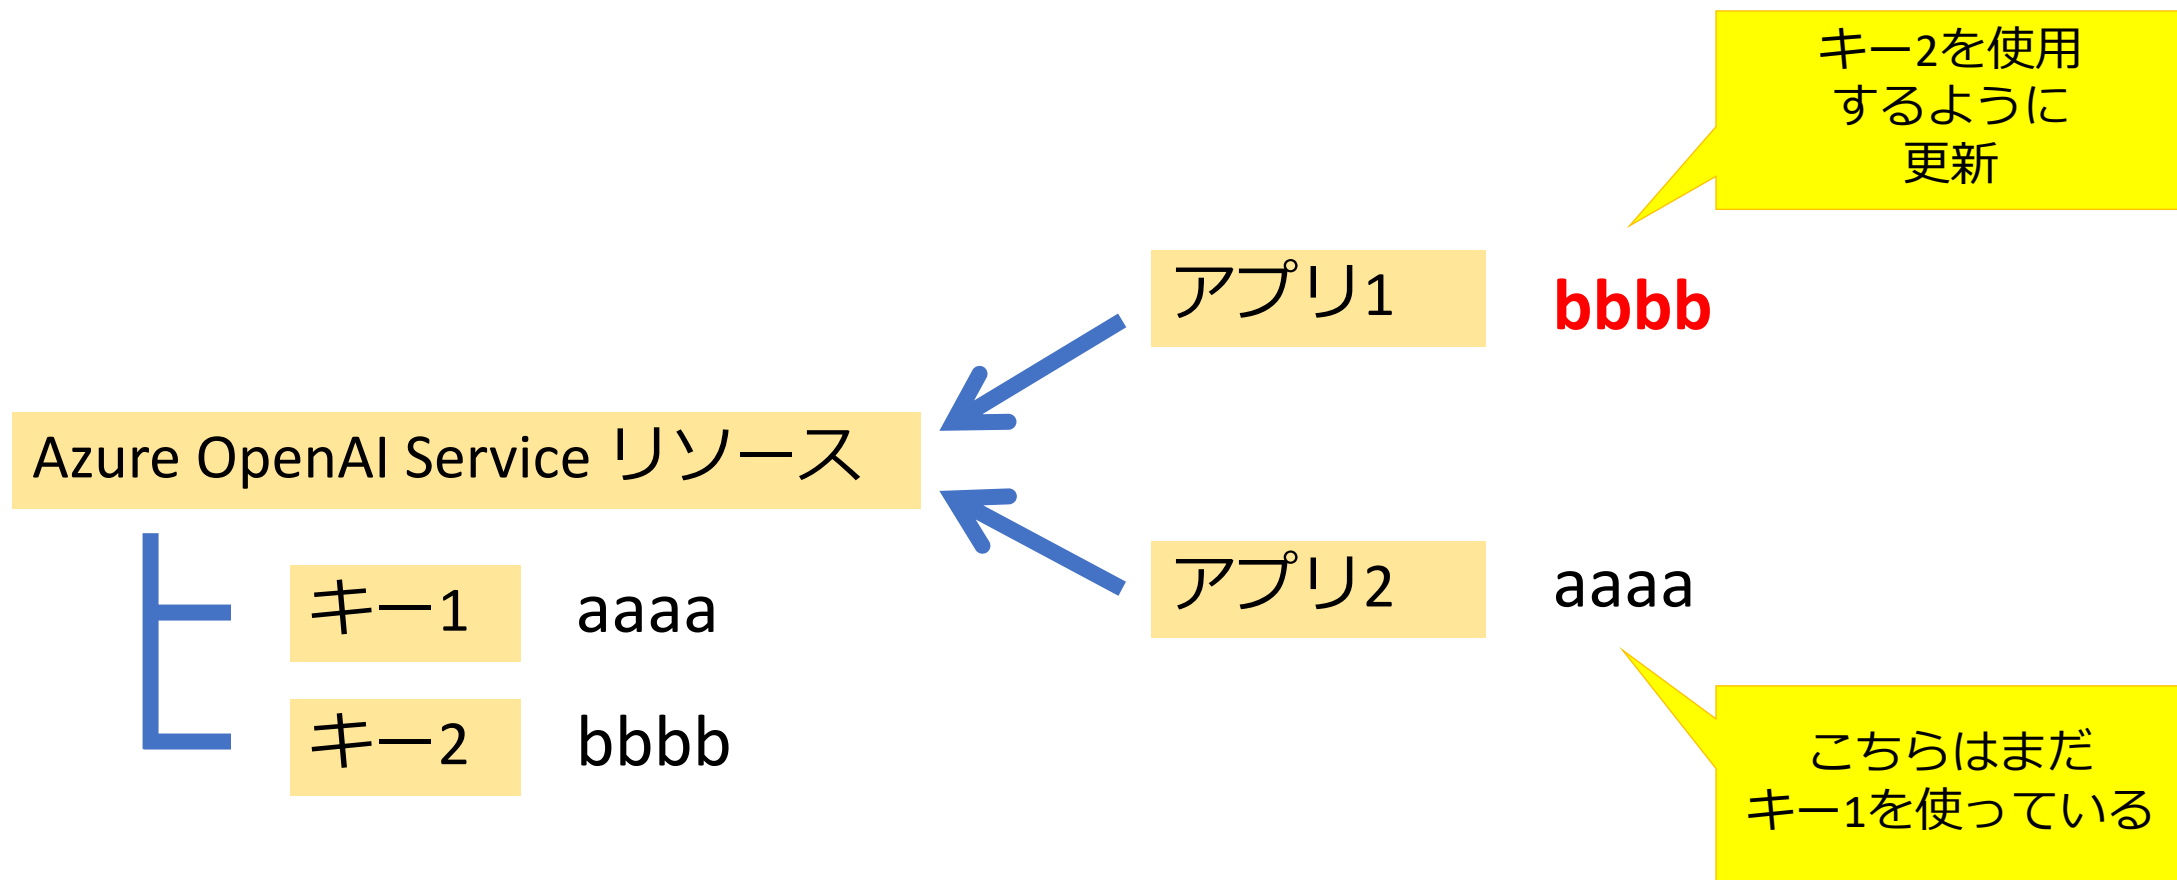 キー2を使用
するように
更新
アプリ1
bbbb
Azure OpenAI Service リソース
アプリ2
aaaa
キー1
aaaa
キー2
bbbb
こちらはまだ
キー1を使っている